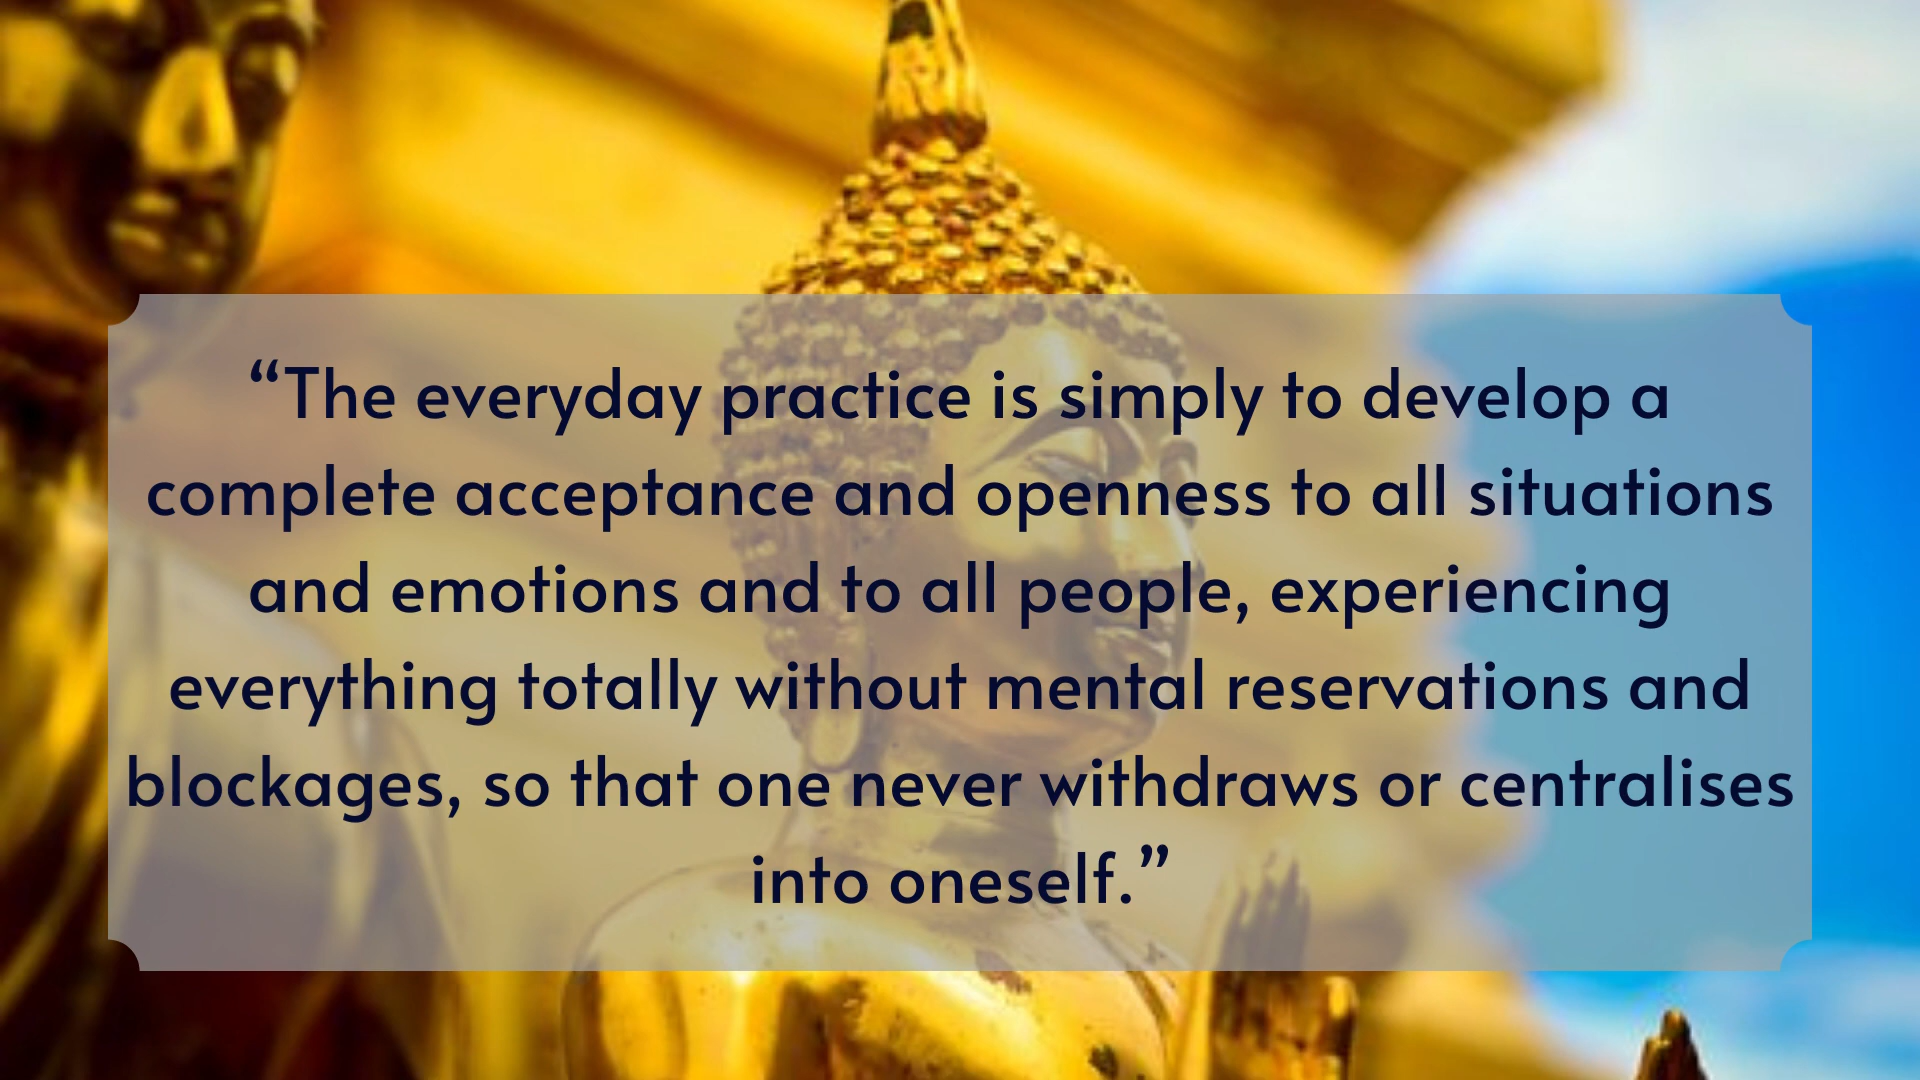 “The everyday practice is simply to develop a
complete acceptance and openness to all situations
and emotions and to all people, experiencing
everything totally without mental reservations and
blockages, so that one never withdraws or centralises
into oneself.”